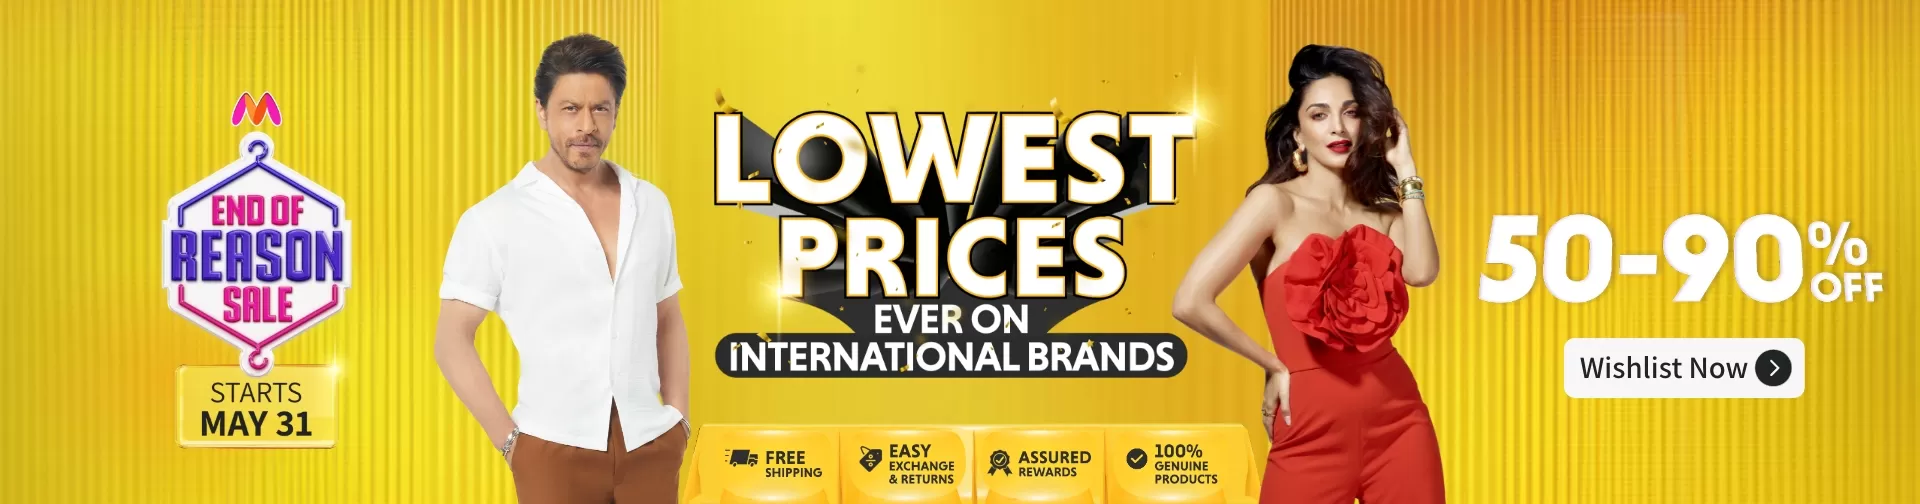 END OF
REASON
SALE
STARTS
MAY 31
LOWEST
PRICES
EVER ON
INTERNATIONAL BRANDS
FREE
SHIPPING
EASY
EXCHANGE
& RETURNS
ASSURED
REWARDS
100%
GENUINE
PRODUCTS
50-90%
OFF
Wishlist Now